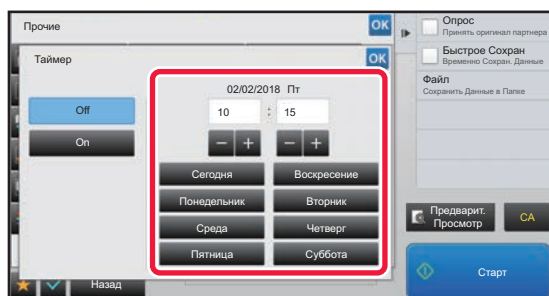 Прочие
OK
Таймер
OK
02/02/2018 Пт
10 : 15
Off
On
Сегодня
Воскресение
Понедельник
Вторник
Среда
Четверг
Пятница
Суббота
Назад
Опрос
Принять оригинал партнера
Быстрое Сохран
Временно Сохран. Данные
Файл
Сохранить Данные в Папке
Предварит.
Просмотр
CA
Старт